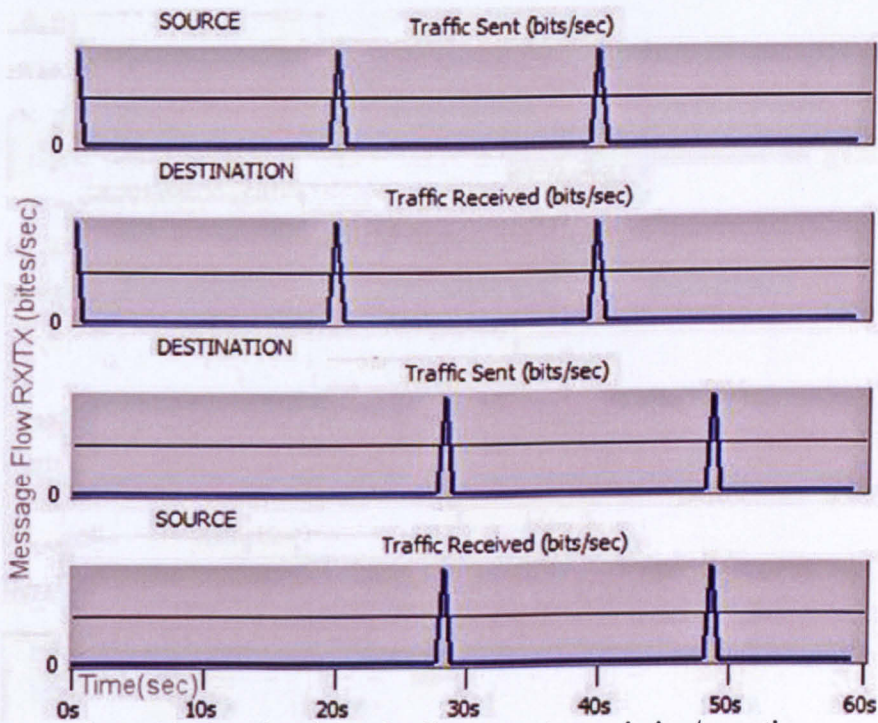 SOURCE
Traffic Sent (bits/sec)
0
DESTINATION
Traffic Received (bits/sec)
0
DESTINATION
Traffic Sent (bits/sec)
0
SOURCE
Traffic Received (bits/sec)
0
Message Flow RX/TX (bites/sec)
Time(sec)
0s 10s 20s 30s 40s 50s 60s